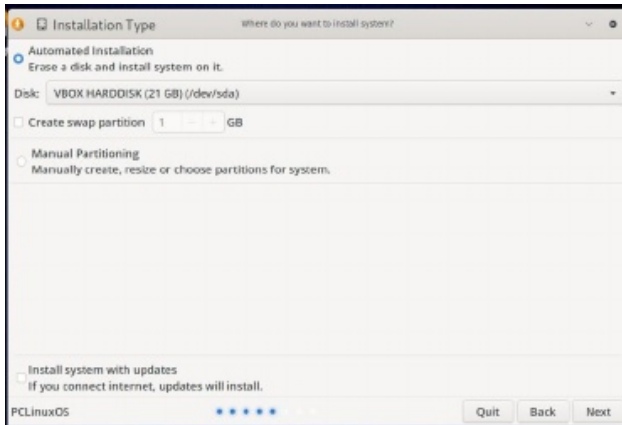 Installation Type
Where do you want to install system?
Automated Installation
Erase a disk and install system on it.
Disk: VBOX HARDDISK (21 GB) (/dev/sda)
Create swap partition 1 - + GB
Manual Partitioning
Manually create, resize or choose partitions for system.
Install system with updates
If you connect internet, updates will install.
PCLinuxOS
Quit Back Next